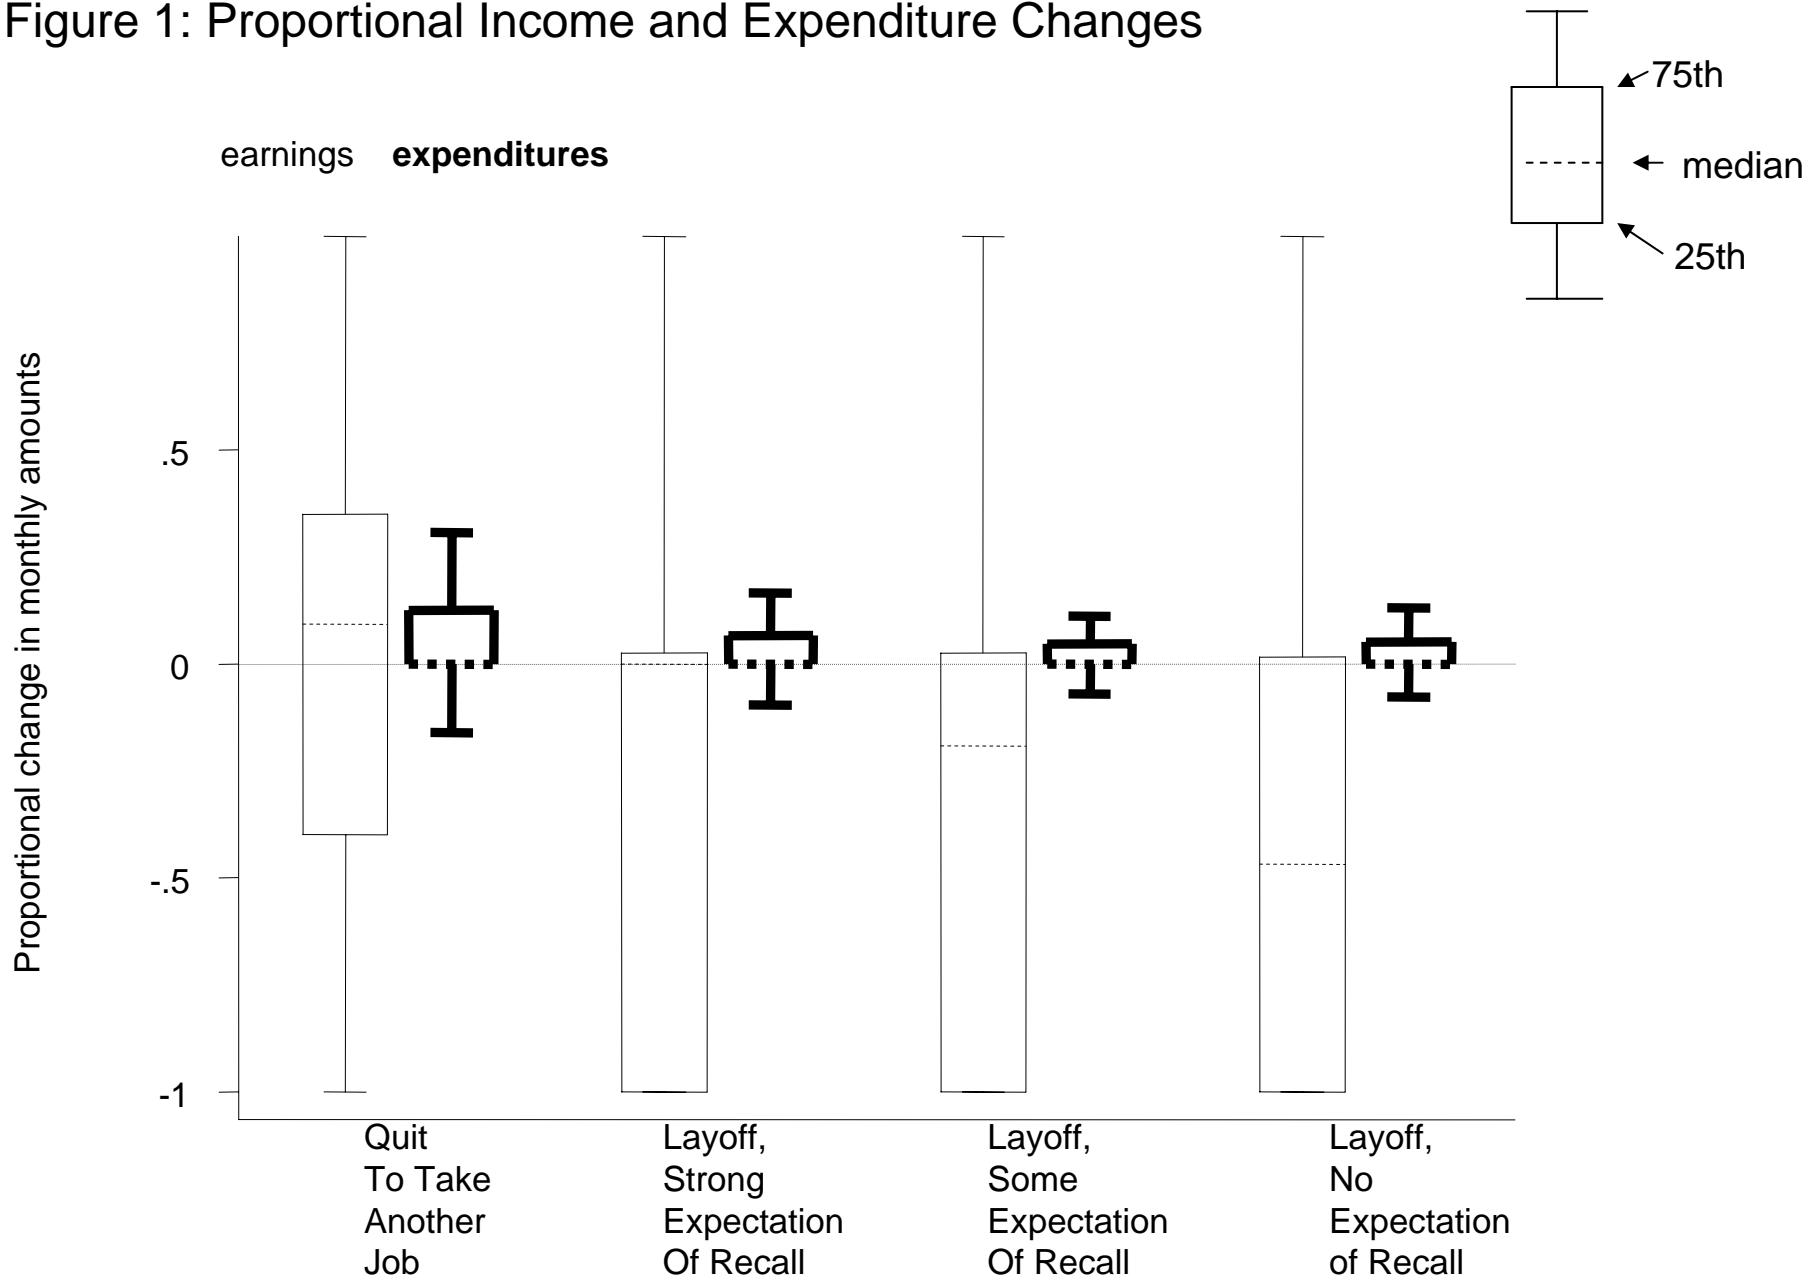 Figure 1: Proportional Income and Expenditure Changes
75th
median
25th
earnings expenditures
Proportional change in monthly amounts
.5
0
-.5
-1
Quit
To Take
Another
Job
Layoff,
Strong
Expectation
Of Recall
Layoff,
Some
Expectation
Of Recall
Layoff,
No
Expectation
of Recall